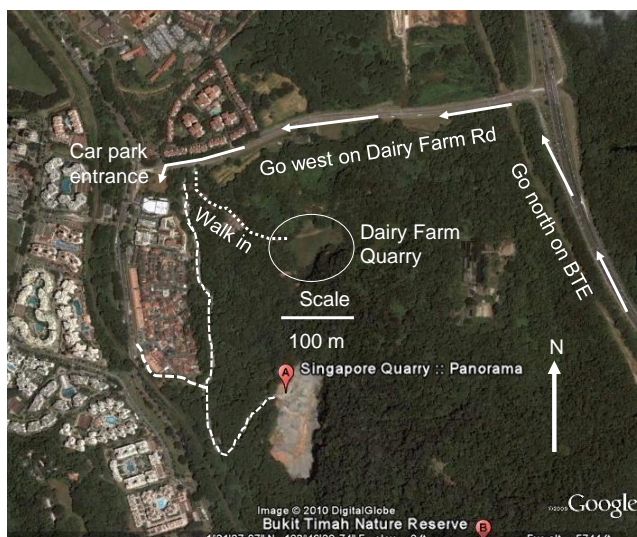 Car park
entrance
Go west on Dairy Farm Rd
Go north on BTE
Walk in
Dairy Farm
Quarry
Scale
100 m
N
A
Singapore Quarry :: Panorama
©2009 Google
Image © 2010 DigitalGlobe
Bukit Timah Nature Reserve
B